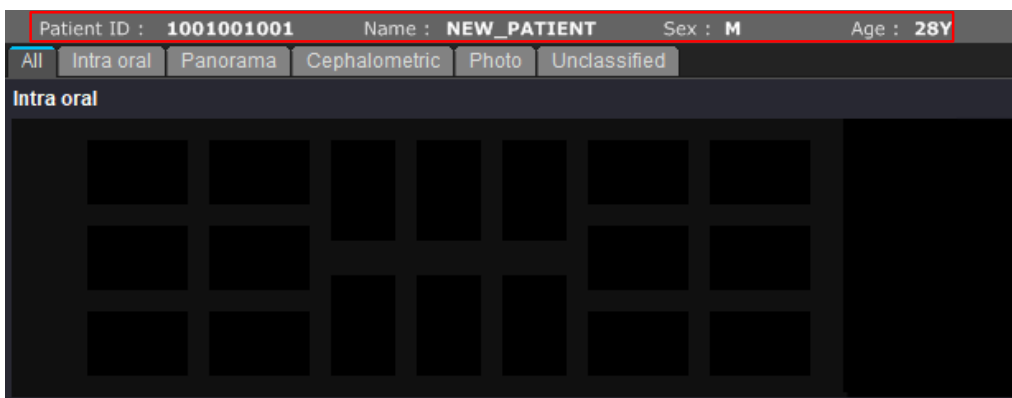 Patient ID : 1001001001 Name : NEW_PATIENT Sex : M Age : 28Y
All Intra oral Panorama Cephalometric Photo Unclassified
Intra oral